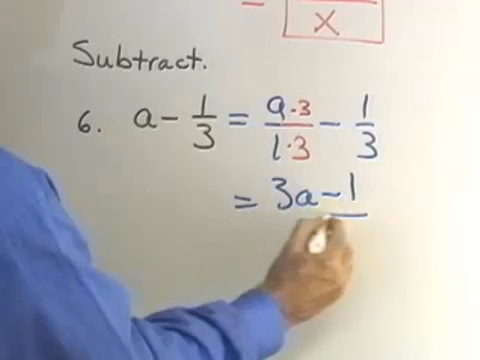 = x
Subtract.
6. a - 1/3 = a·3/1·3 - 1/3
= 3a - 1